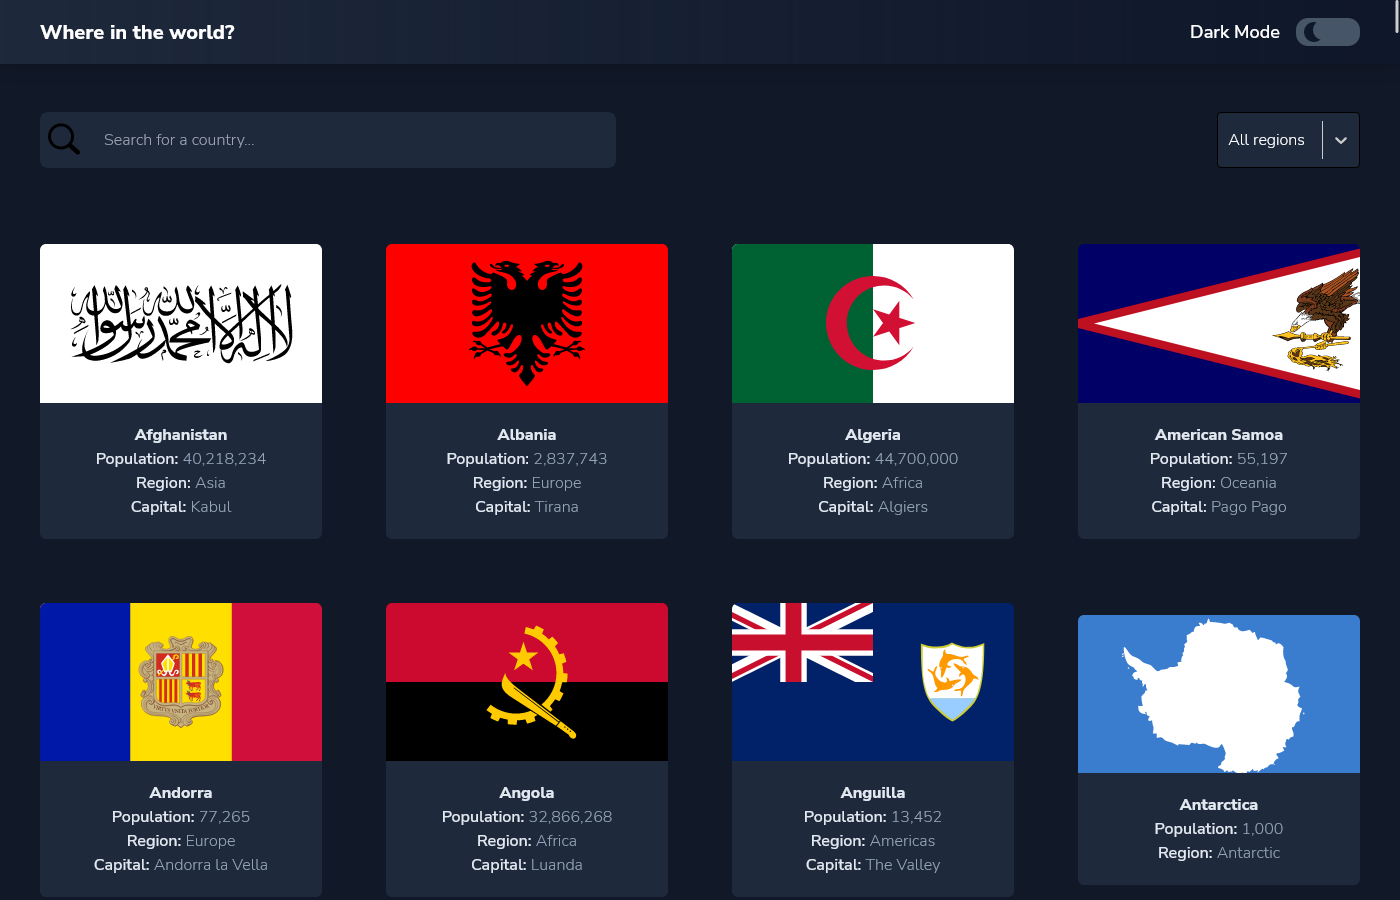 Where in the world?
Dark Mode
Search for a country...
All regions
لا إله إلا الله محمد رسول الله
Afghanistan
Population: 40,218,234
Region: Asia
Capital: Kabul
Albania
Population: 2,837,743
Region: Europe
Capital: Tirana
Algeria
Population: 44,700,000
Region: Africa
Capital: Algiers
American Samoa
Population: 55,197
Region: Oceania
Capital: Pago Pago
VIRTUS UNITA FORTIOR
Andorra
Population: 77,265
Region: Europe
Capital: Andorra la Vella
Angola
Population: 32,866,268
Region: Africa
Capital: Luanda
Anguilla
Population: 13,452
Region: Americas
Capital: The Valley
Antarctica
Population: 1,000
Region: Antarctic